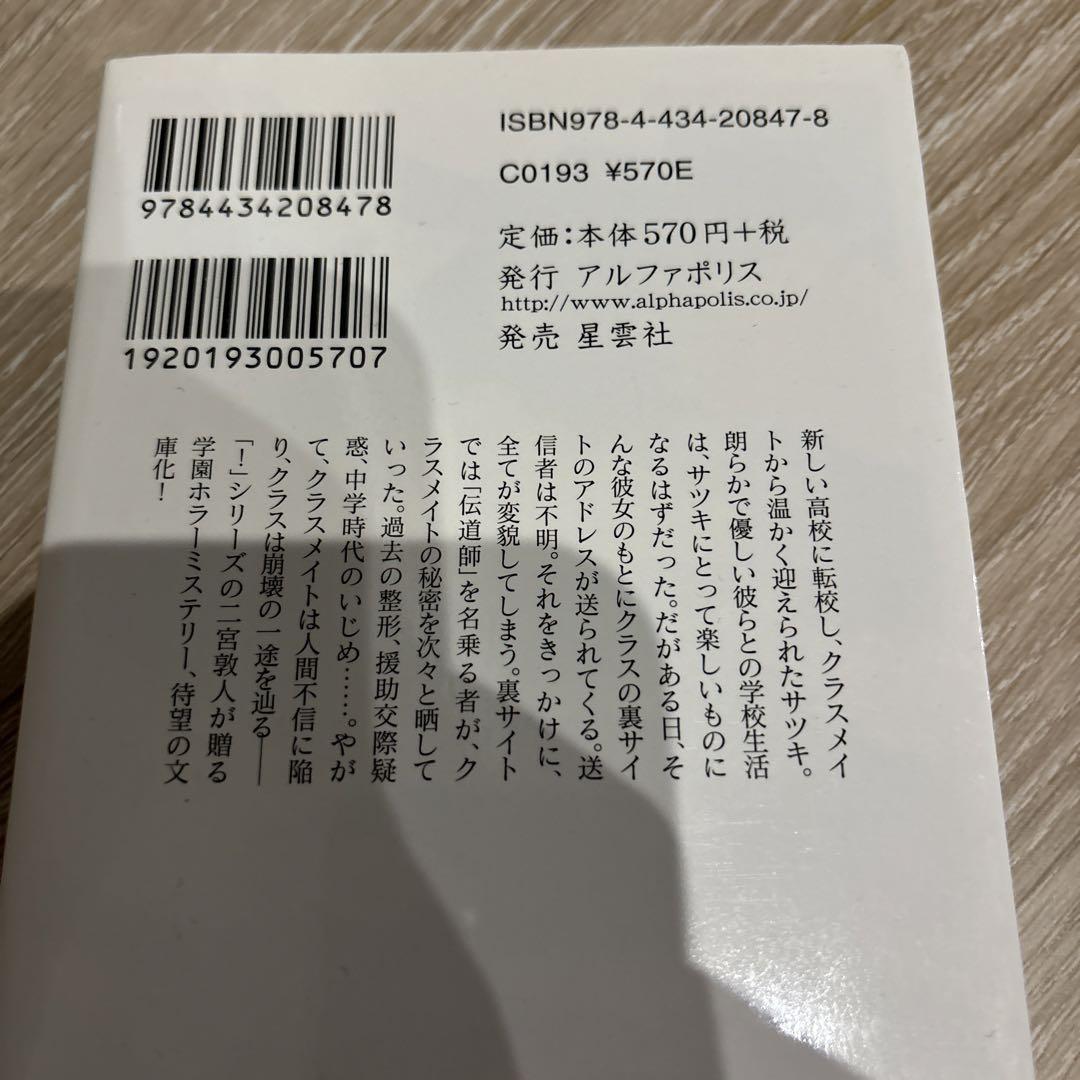 9784434208478
1920193005707
ISBN978-4-434-20847-8
C0193 ¥570E
定価：本体570円＋税
発行 アルファポリス
http://www.alphapolis.co.jp/
発売 星雲社
新しい高校に転校し、クラスメイ
トから温かく迎えられたサツキ。
朗らかで優しい彼らとの学校生活
は、サツキにとって楽しいものに
なるはずだった。だがある日、そ
んな彼女のもとにクラスの裏サイ
トのアドレスが送られてくる。送
信者は不明。それをきっかけに、
全てが変貌してしまう。裏サイト
では「伝道師」を名乗る者が、ク
ラスメイトの秘密を次々と晒して
いった。過去の整形、援助交際疑
惑、中学時代のいじめ……。やが
て、クラスメイトは人間不信に陥
り、クラスは崩壊の一途を辿る――
「！」シリーズの二宮敦人が贈る
学園ホラーミステリー、待望の文
庫化！